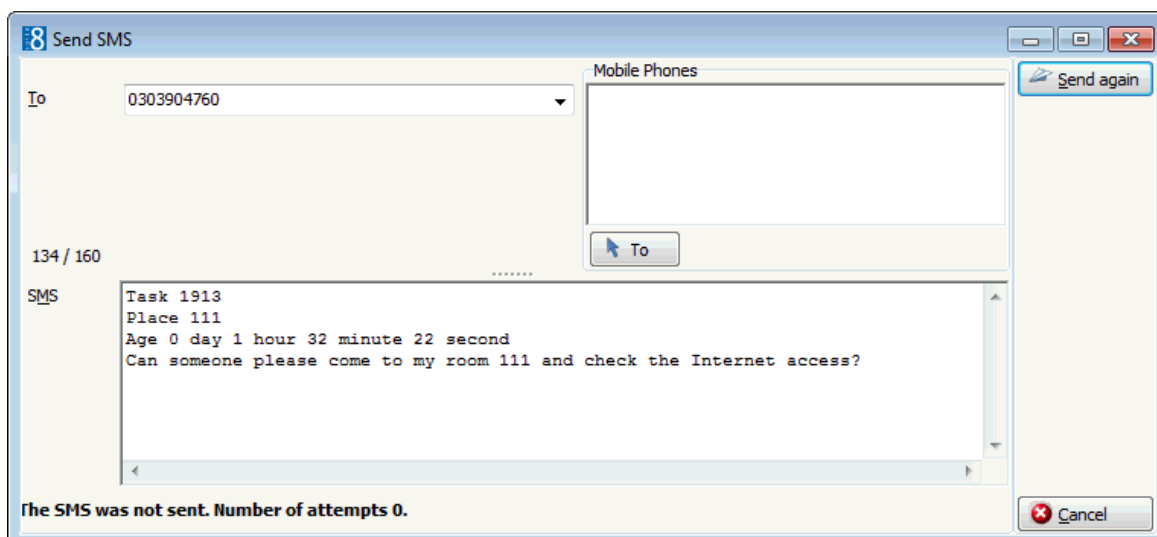 8 Send SMS
Mobile Phones
Send again
To
0303904760
To
134 / 160
SMS
Task 1913
Place 111
Age 0 day 1 hour 32 minute 22 second
Can someone please come to my room 111 and check the Internet access?
The SMS was not sent. Number of attempts 0.
Cancel